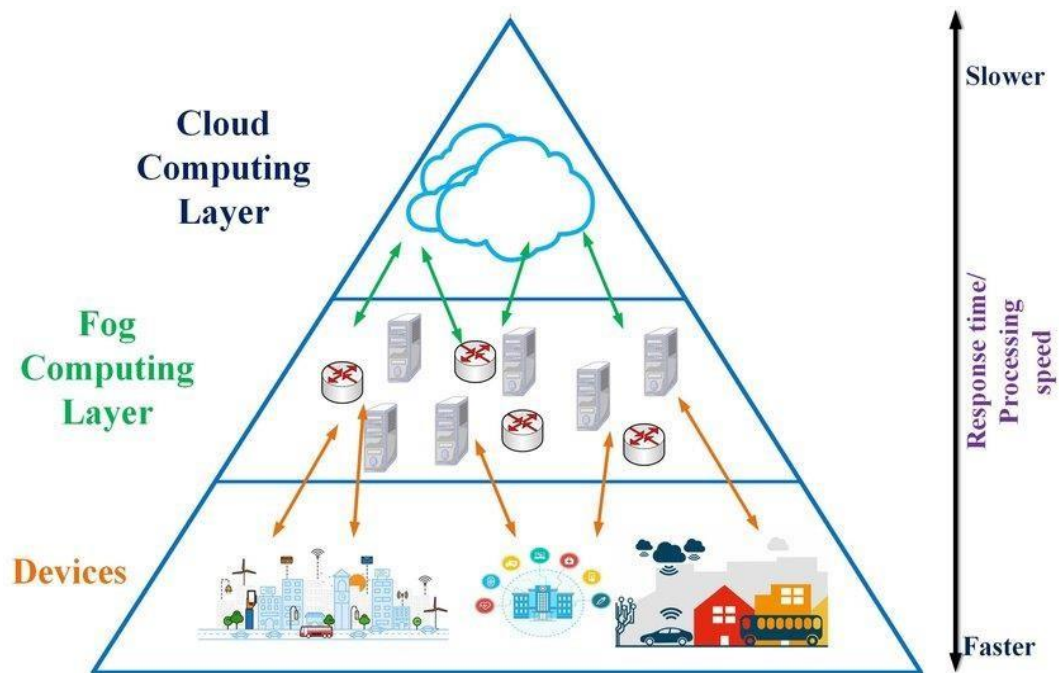 Cloud
Computing
Layer
Fog
Computing
Layer
Devices
Slower
Response time/
Processing
speed
Faster